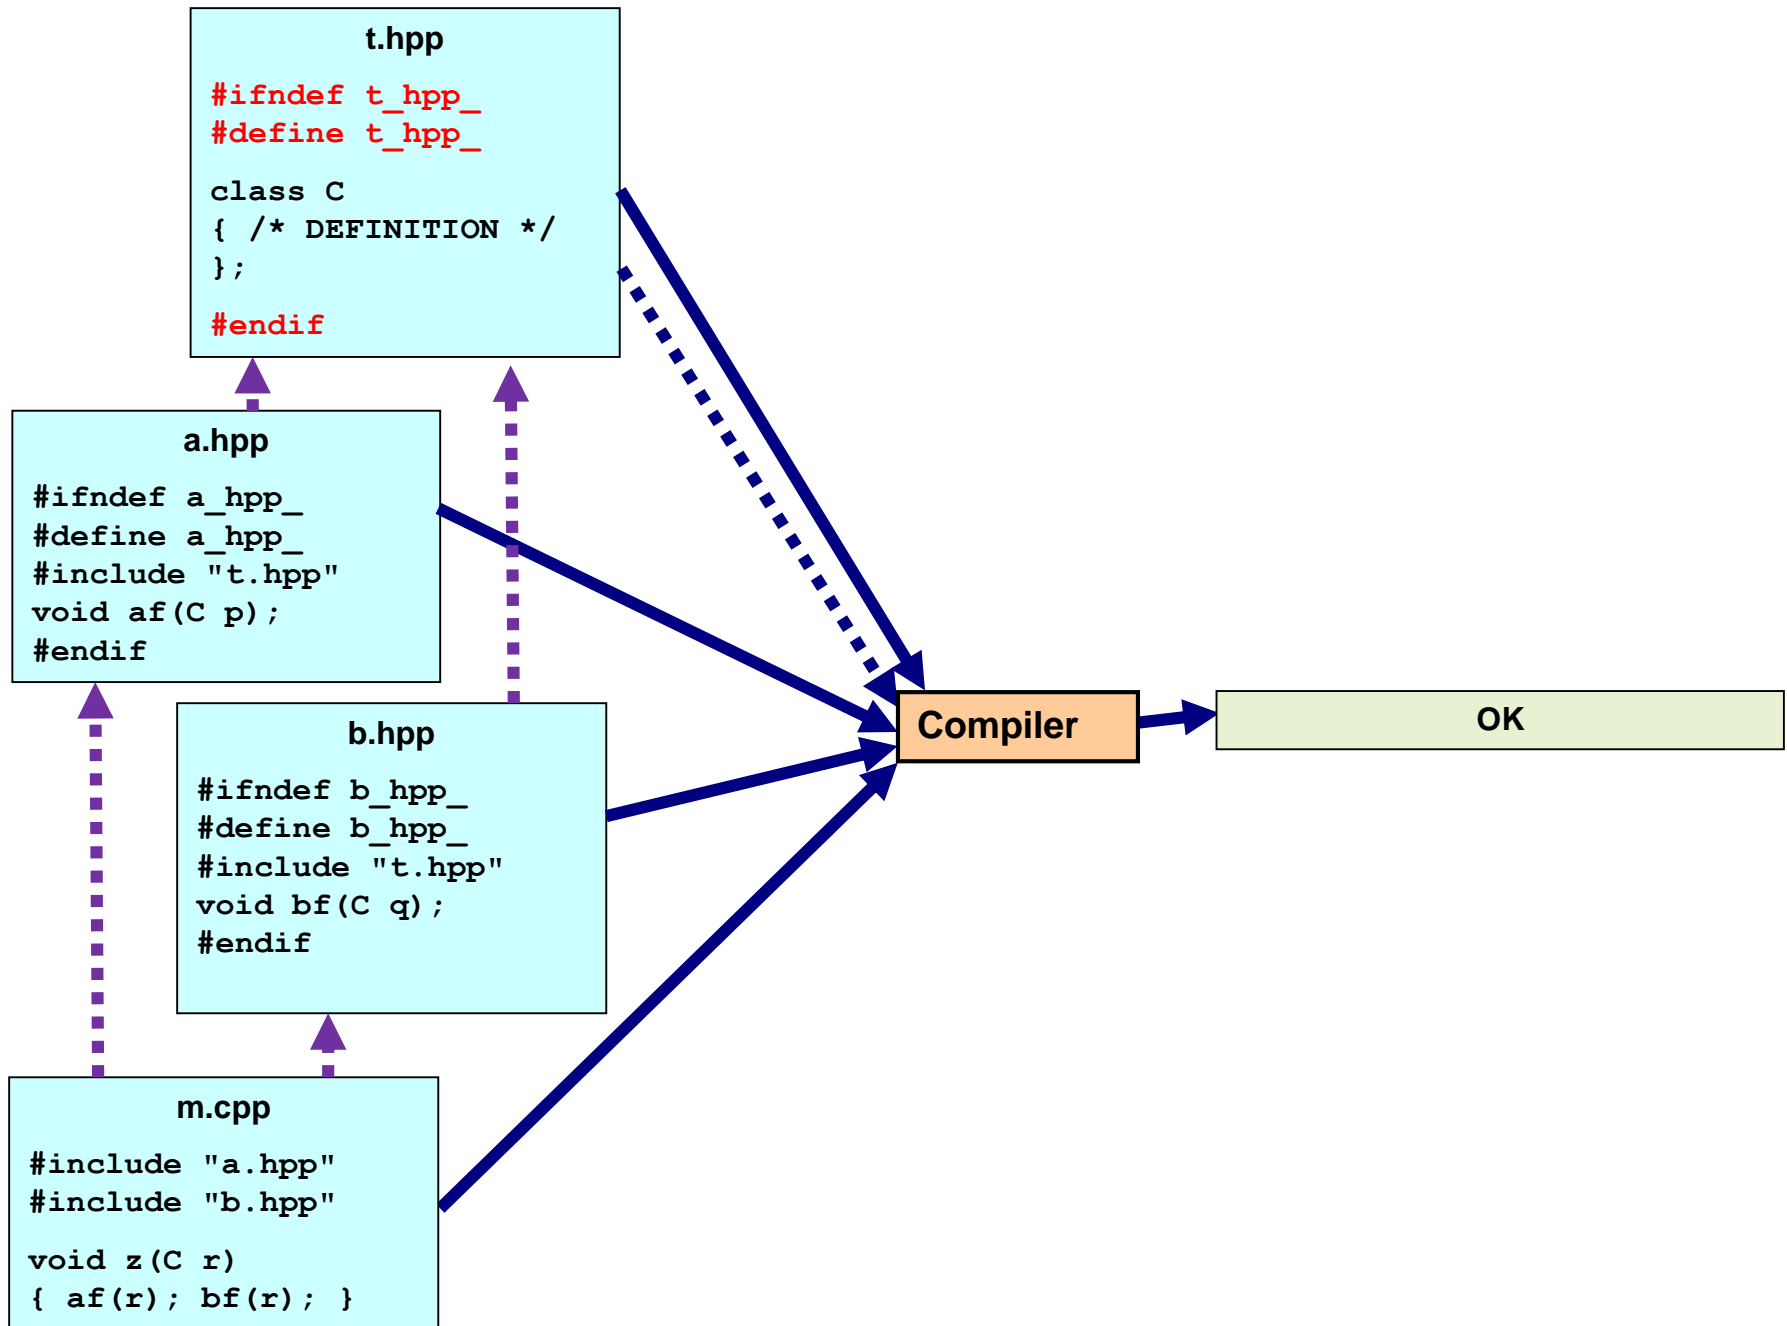 t.hpp
#ifndef t_hpp_
#define t_hpp_
class C
{ /* DEFINITION */
};
#endif
a.hpp
#ifndef a_hpp_
#define a_hpp_
#include "t.hpp"
void af(C p);
#endif
b.hpp
#ifndef b_hpp_
#define b_hpp_
#include "t.hpp"
void bf(C q);
#endif
m.cpp
#include "a.hpp"
#include "b.hpp"
void z(C r)
{ af(r); bf(r); }
Compiler
OK